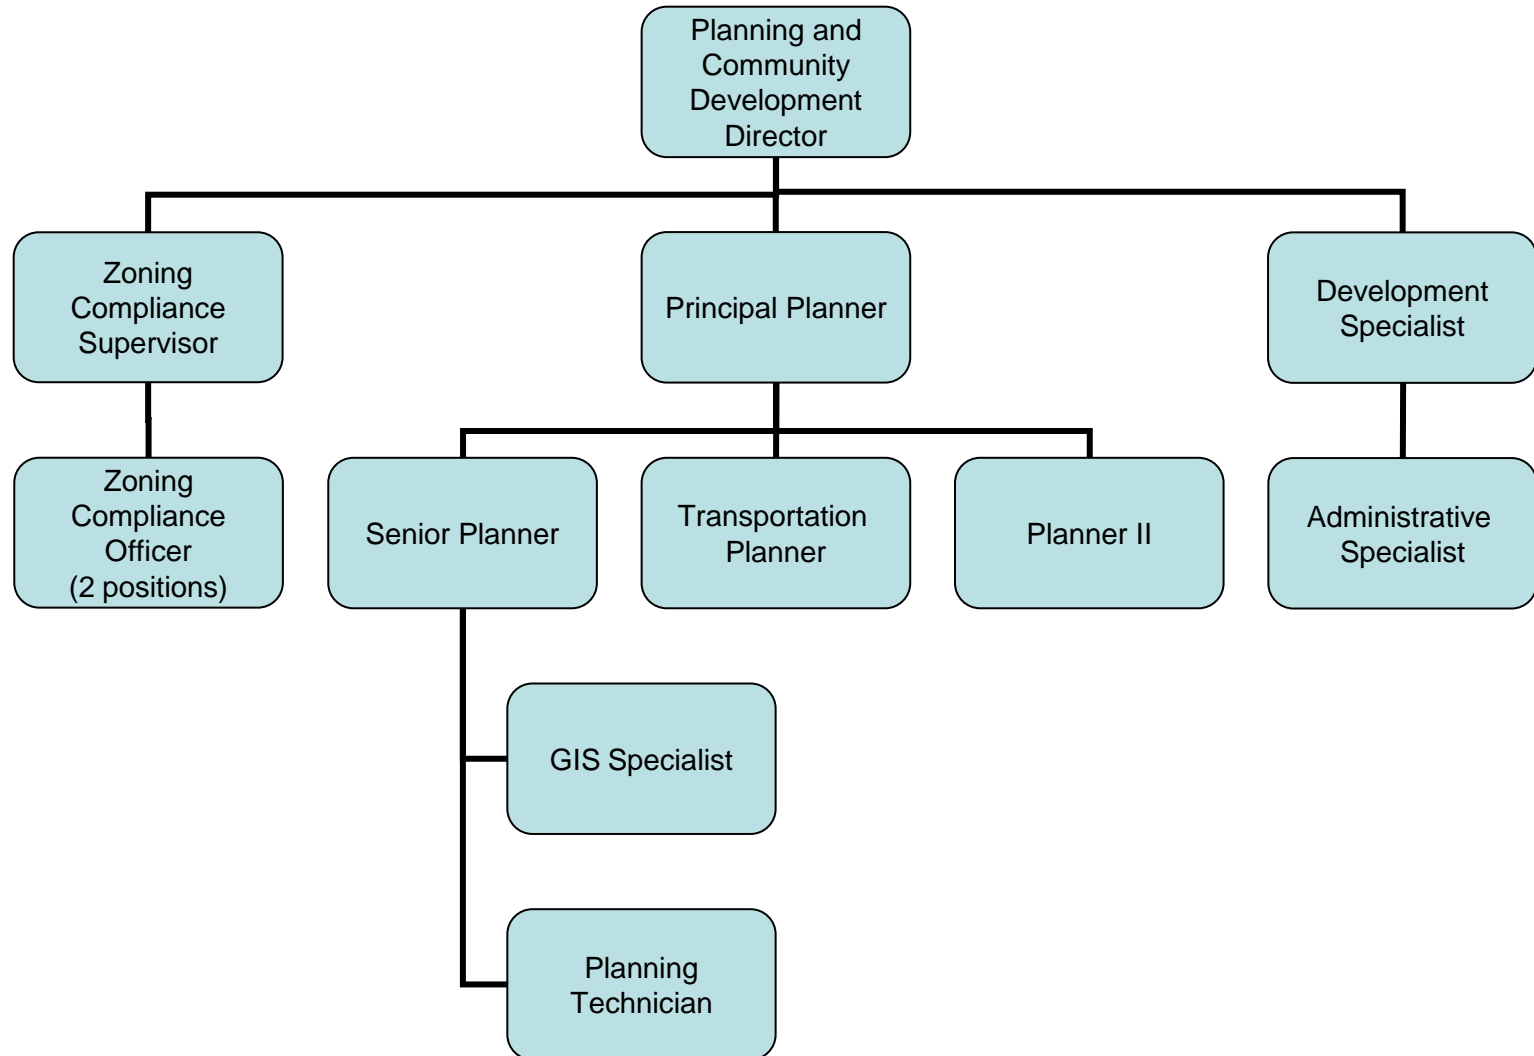 Planning and
Community
Development
Director
Zoning
Compliance
Supervisor
Principal Planner
Development
Specialist
Zoning
Compliance
Officer
(2 positions)
Senior Planner
Transportation
Planner
Planner II
Administrative
Specialist
GIS Specialist
Planning
Technician